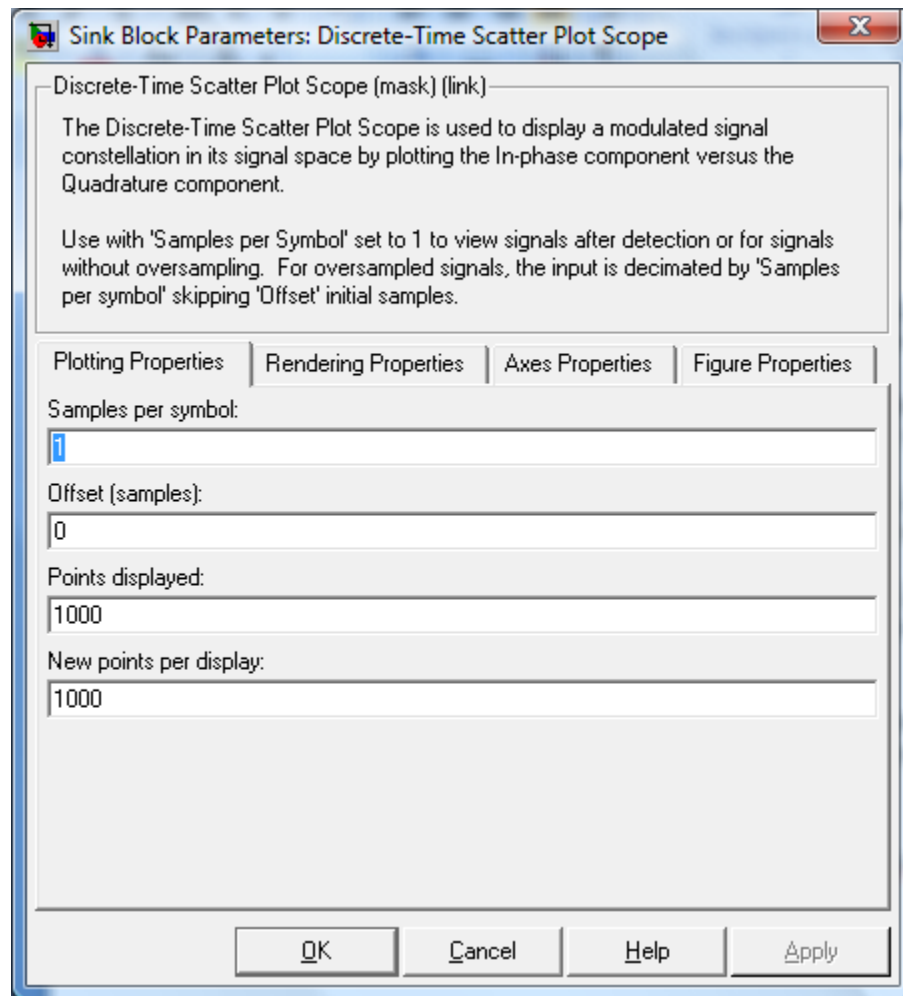 Sink Block Parameters: Discrete-Time Scatter Plot Scope
Discrete-Time Scatter Plot Scope (mask) (link)
The Discrete-Time Scatter Plot Scope is used to display a modulated signal
constellation in its signal space by plotting the In-phase component versus the
Quadrature component.
Use with 'Samples per Symbol' set to 1 to view signals after detection or for signals
without oversampling. For oversampled signals, the input is decimated by 'Samples
per symbol' skipping 'Offset' initial samples.
Plotting Properties Rendering Properties Axes Properties Figure Properties
Samples per symbol:
1
Offset (samples):
0
Points displayed:
1000
New points per display:
1000
OK Cancel Help Apply